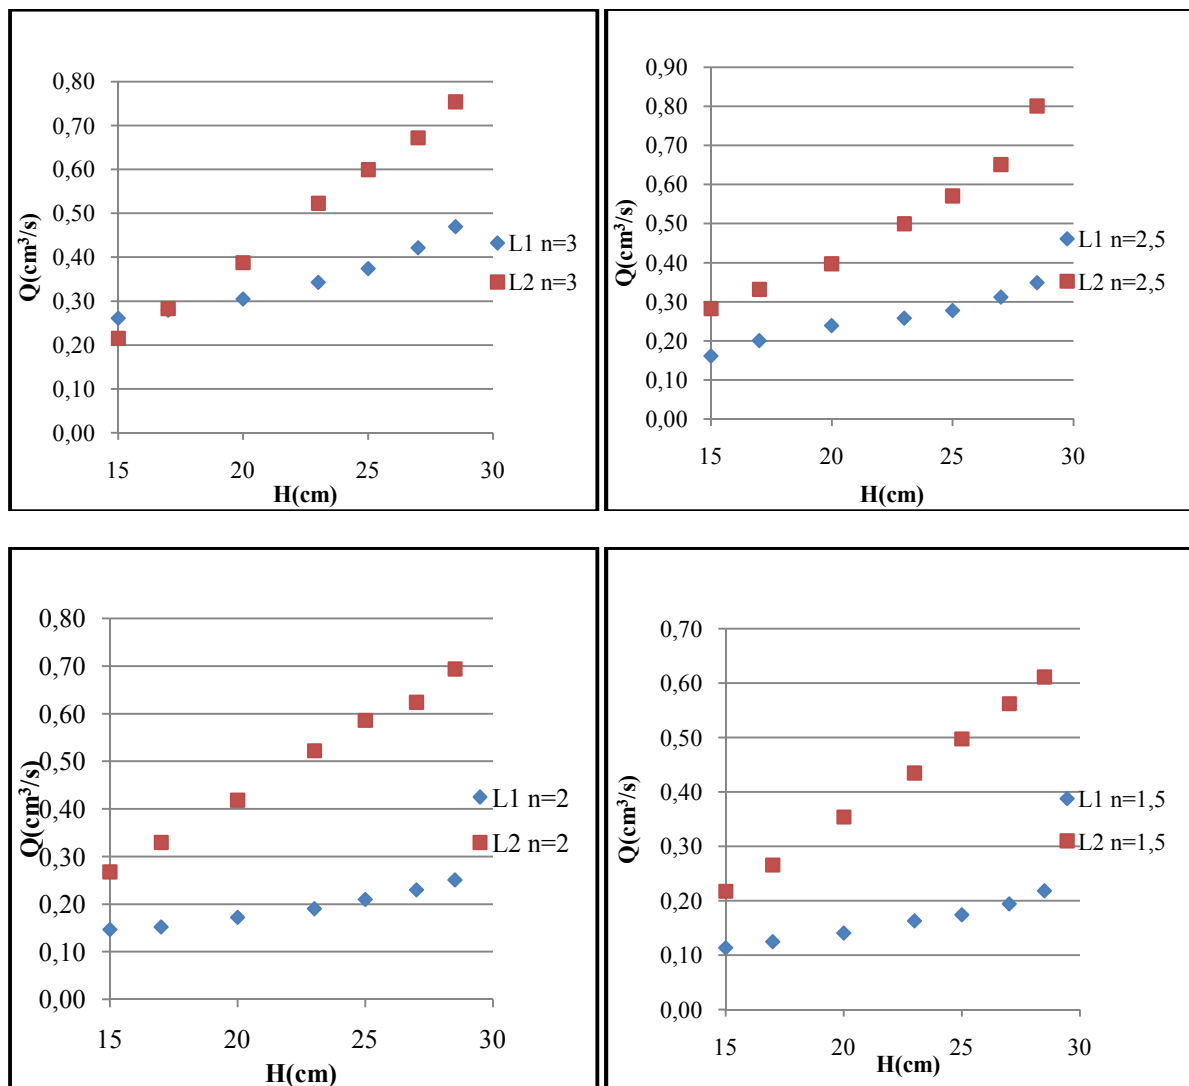 0,80
0,70
0,60
0,50
0,40
0,30
0,20
0,10
0,00
Q(cm³/s)
15 20 25 30
H(cm)
L1 n=3
L2 n=3
0,90
0,80
0,70
0,60
0,50
0,40
0,30
0,20
0,10
0,00
Q(cm³/s)
15 20 25 30
H(cm)
L1 n=2,5
L2 n=2,5
0,80
0,70
0,60
0,50
0,40
0,30
0,20
0,10
0,00
Q(cm³/s)
15 20 25 30
H(cm)
L1 n=2
L2 n=2
0,70
0,60
0,50
0,40
0,30
0,20
0,10
0,00
Q(cm³/s)
15 20 25 30
H(cm)
L1 n=1,5
L2 n=1,5